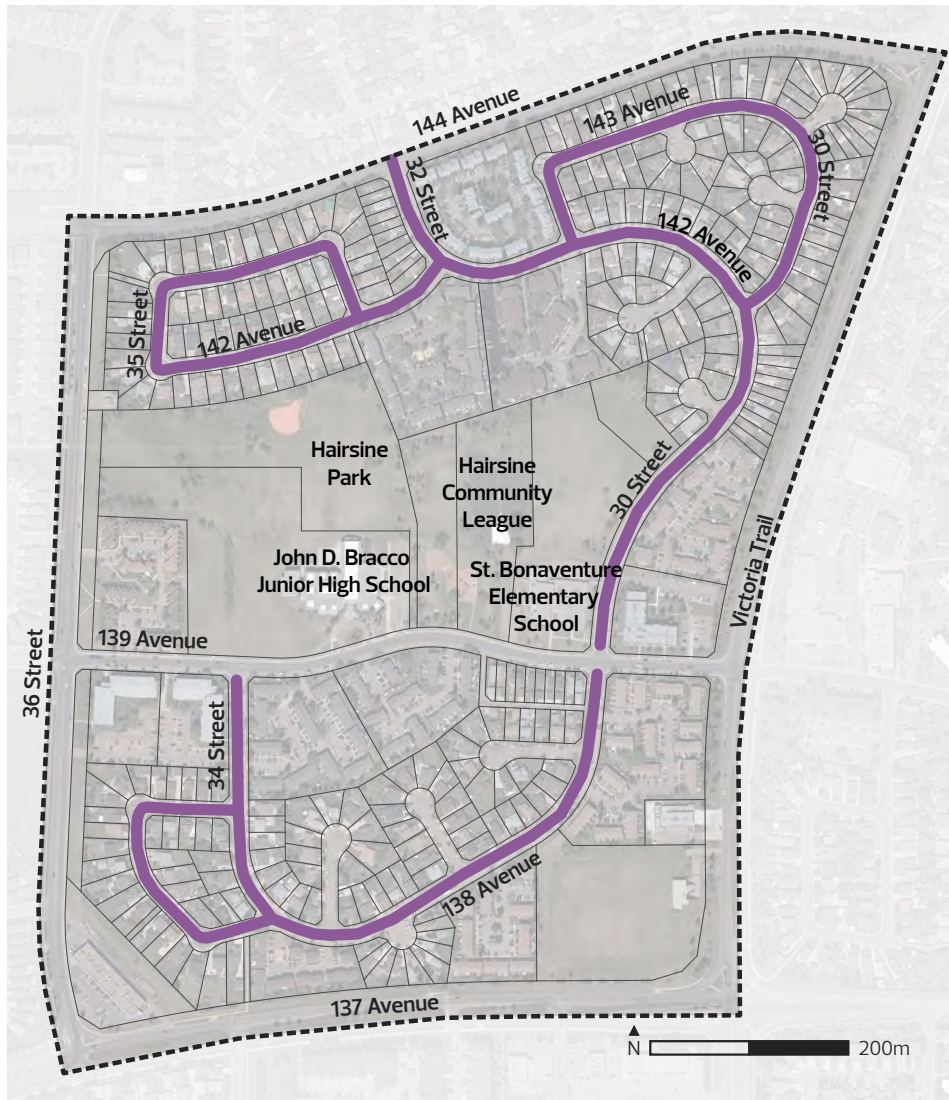 144 Avenue
143 Avenue
32 Street
30 Street
142 Avenue
35 Street
142 Avenue
Hairsine
Park
Hairsine
Community
League
30 Street
John D. Bracco
Junior High School
St. Bonaventure
Elementary
School
Victoria Trail
139 Avenue
36 Street
34 Street
138 Avenue
137 Avenue
N
200m